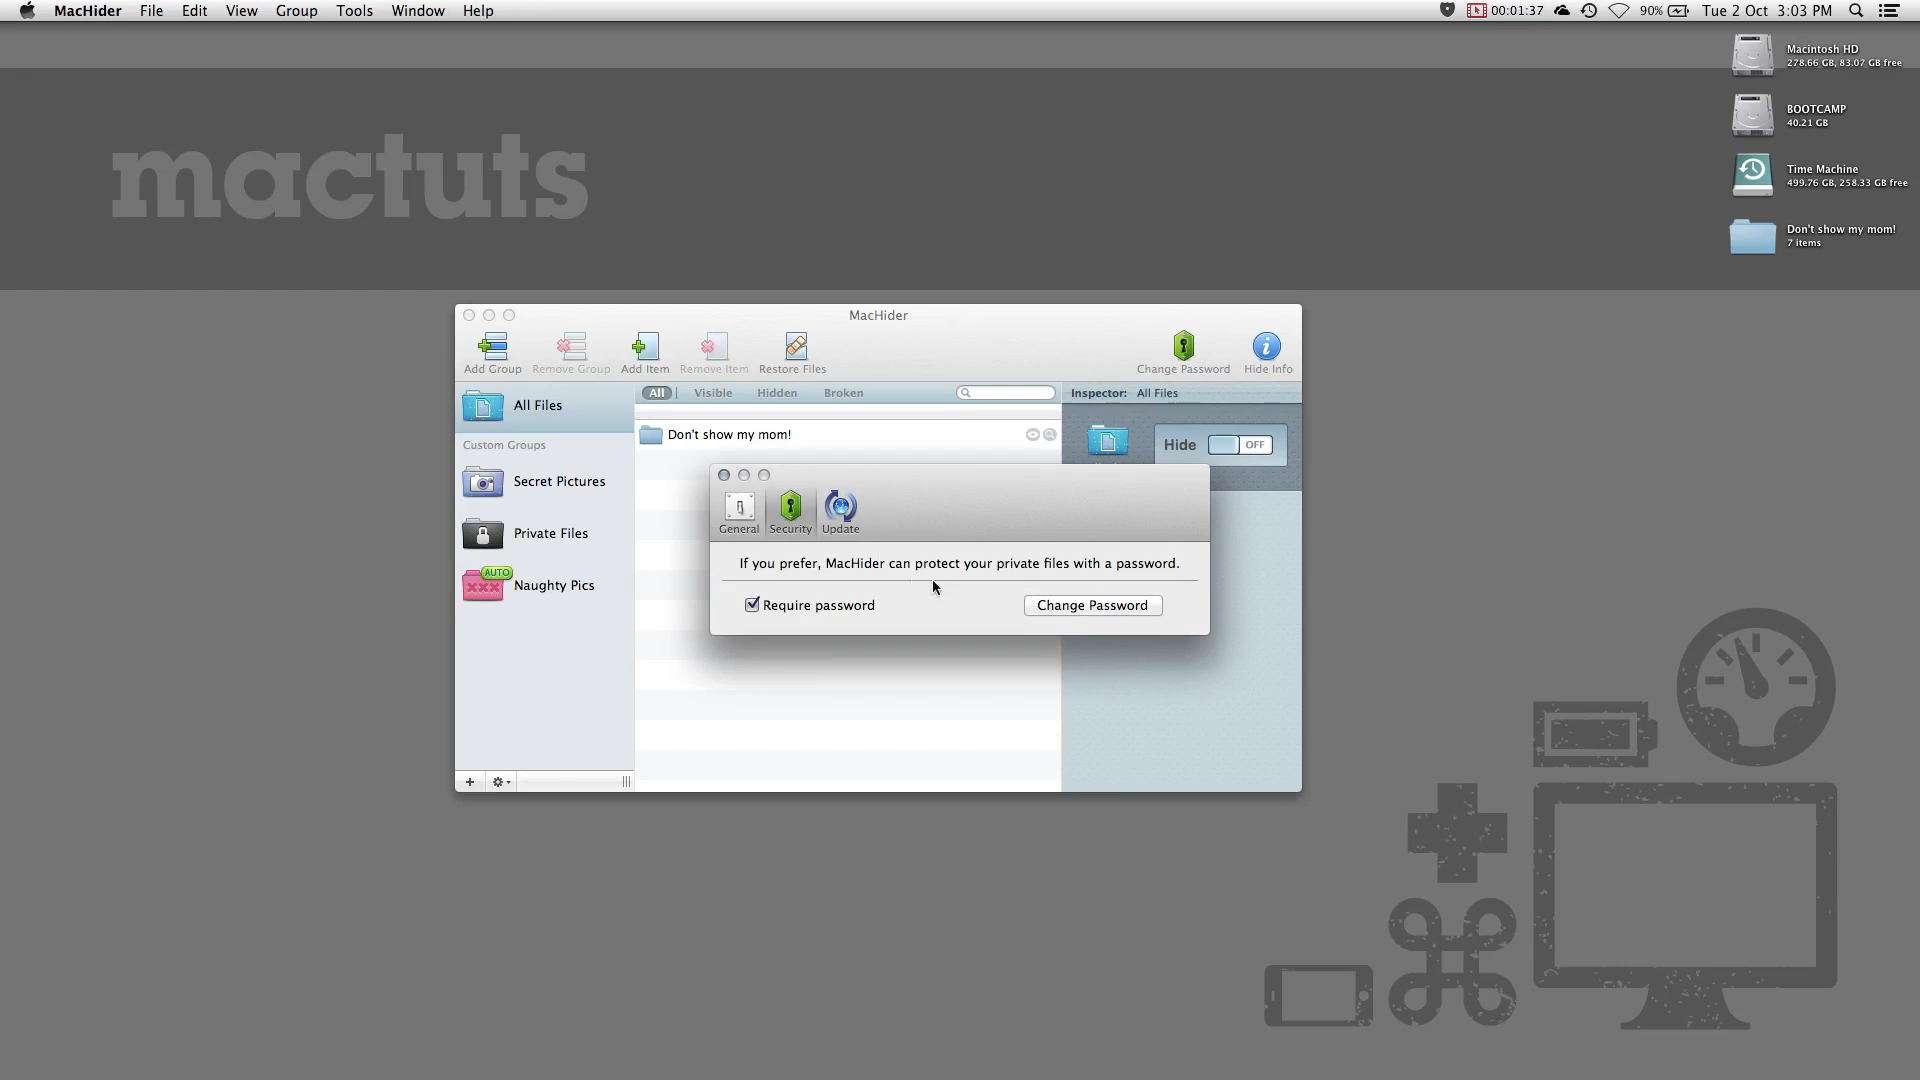 MacHider File Edit View Group Tools Window Help 00:01:37 90% Tue 2 Oct 3:03 PM
Macintosh HD
278.66 GB, 83.07 GB free
BOOTCAMP
40.21 GB
Time Machine
499.76 GB, 258.33 GB free
Don't show my mom!
7 items
mactuts
MacHider
Add Group Remove Group Add Item Remove Item Restore Files Change Password Hide Info
All Files
Custom Groups
Secret Pictures
Private Files
AUTO
XXX
Naughty Pics
All Visible Hidden Broken
Don't show my mom!
Inspector: All Files
Hide OFF
General Security Update
If you prefer, MacHider can protect your private files with a password.
Require password Change Password